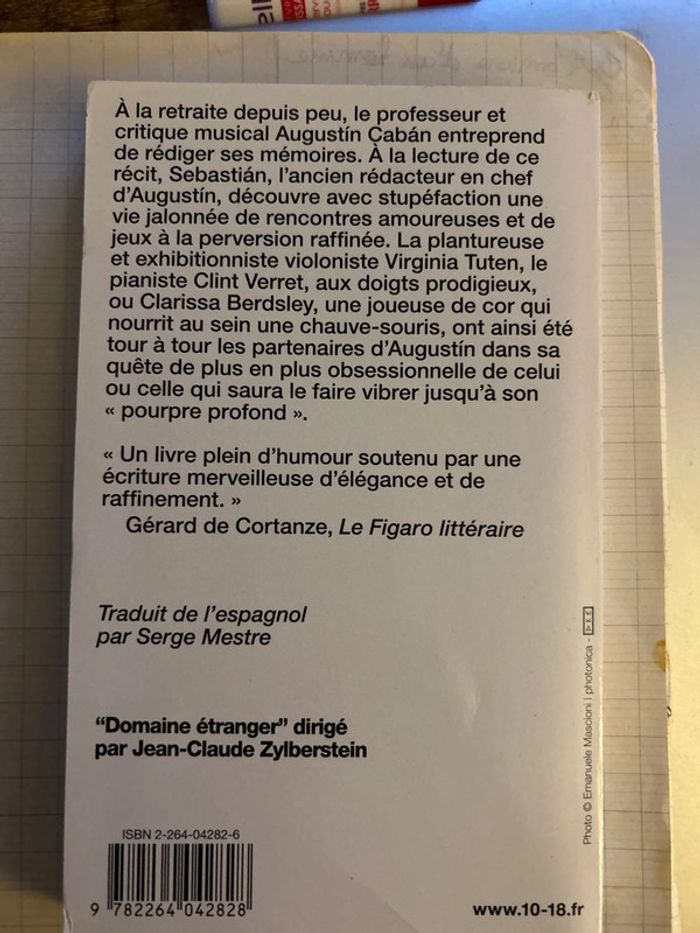 À la retraite depuis peu, le professeur et
critique musical Augustín Cabán entreprend
de rédiger ses mémoires. À la lecture de ce
récit, Sebastián, l'ancien rédacteur en chef
d'Augustín, découvre avec stupéfaction une
vie jalonnée de rencontres amoureuses et de
jeux à la perversion raffinée. La plantureuse
et exhibitionniste violoniste Virginia Tuten, le
pianiste Clint Verret, aux doigts prodigieux,
ou Clarissa Berdsley, une joueuse de cor qui
nourrit au sein une chauve-souris, ont ainsi été
tour à tour les partenaires d'Augustín dans sa
quête de plus en plus obsessionnelle de celui
ou celle qui saura le faire vibrer jusqu'à son
« pourpre profond ».
« Un livre plein d'humour soutenu par une
écriture merveilleuse d'élégance et de
raffinement. »
Gérard de Cortanze, Le Figaro littéraire
Traduit de l'espagnol
par Serge Mestre
"Domaine étranger" dirigé
par Jean-Claude Zylberstein
Photo © Emanuele Mascioni | photonica -
ISBN 2-264-04282-6
9 782264 042828
www.10-18.fr